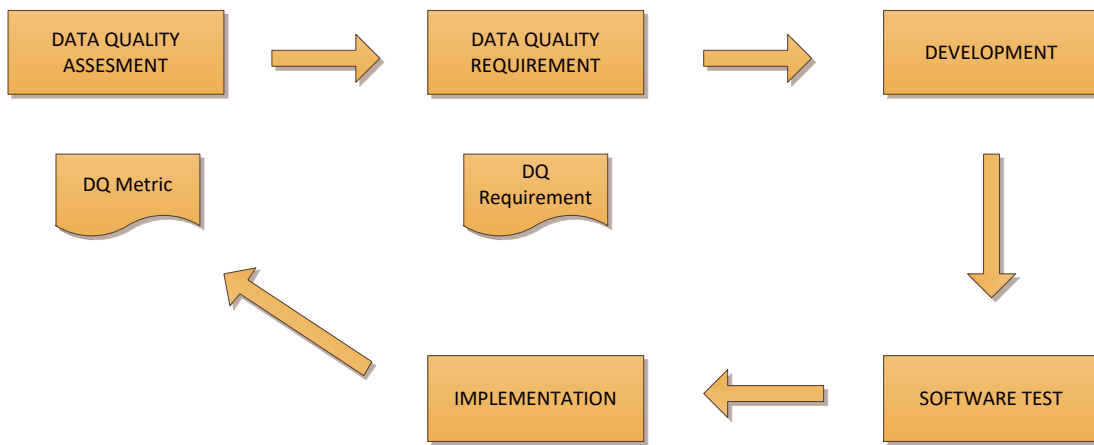 DATA QUALITY
ASSESMENT
DATA QUALITY
REQUIREMENT
DEVELOPMENT
DQ Metric
DQ
Requirement
IMPLEMENTATION
SOFTWARE TEST